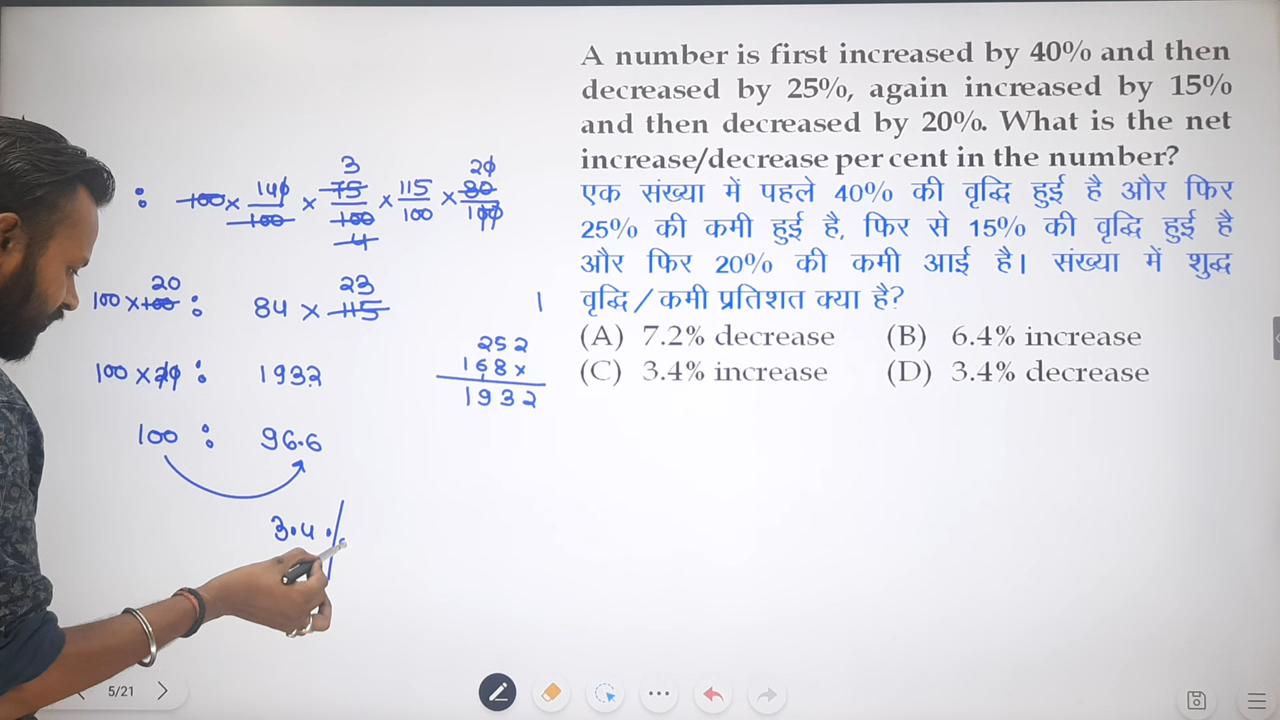 A number is first increased by 40% and then
decreased by 25%, again increased by 15%
and then decreased by 20%. What is the net
increase/decrease per cent in the number?
एक संख्या में पहले 40% की वृद्धि हुई है और फिर
25% की कमी हुई है, फिर से 15% की वृद्धि हुई है
और फिर 20% की कमी आई है। संख्या में शुद्ध
वृद्धि/कमी प्रतिशत क्या है?
(A) 7.2% decrease (B) 6.4% increase
(C) 3.4% increase (D) 3.4% decrease
3 20
: 100 × 140 × 75 × 115 × 80
100 100 100 100
4
20 23
100 × 100 : 84 × 115
252
168×
1932
100 × 20 : 1932
100 : 96.6
3.4%
5/21